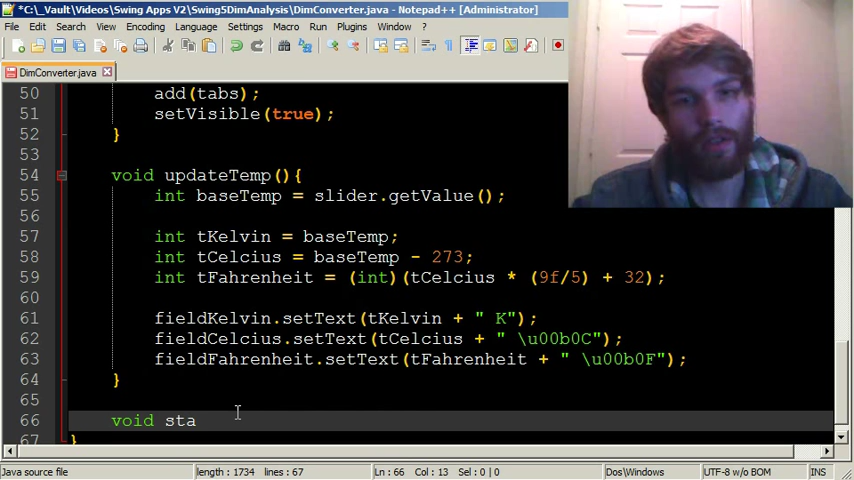 *C:\_Vault\Videos\Swing Apps V2\Swing5DimAnalysis\DimConverter.java - Notepad++ [Administrator]
File Edit Search View Encoding Language Settings Macro Run Plugins Window ?
DimConverter.java
50 add(tabs);
51 setVisible(true);
52 }
53
54 void updateTemp(){
55 int baseTemp = slider.getValue();
56
57 int tKelvin = baseTemp;
58 int tCelcius = baseTemp - 273;
59 int tFahrenheit = (int)(tCelcius * (9f/5) + 32);
60
61 fieldKelvin.setText(tKelvin + " K");
62 fieldCelcius.setText(tCelcius + " \u00b0C");
63 fieldFahrenheit.setText(tFahrenheit + " \u00b0F");
64 }
65
66 void sta
67 }
Java source file length : 1734 lines : 67 Ln : 66 Col : 13 Sel : 0 | 0 Dos\Windows UTF-8 w/o BOM INS